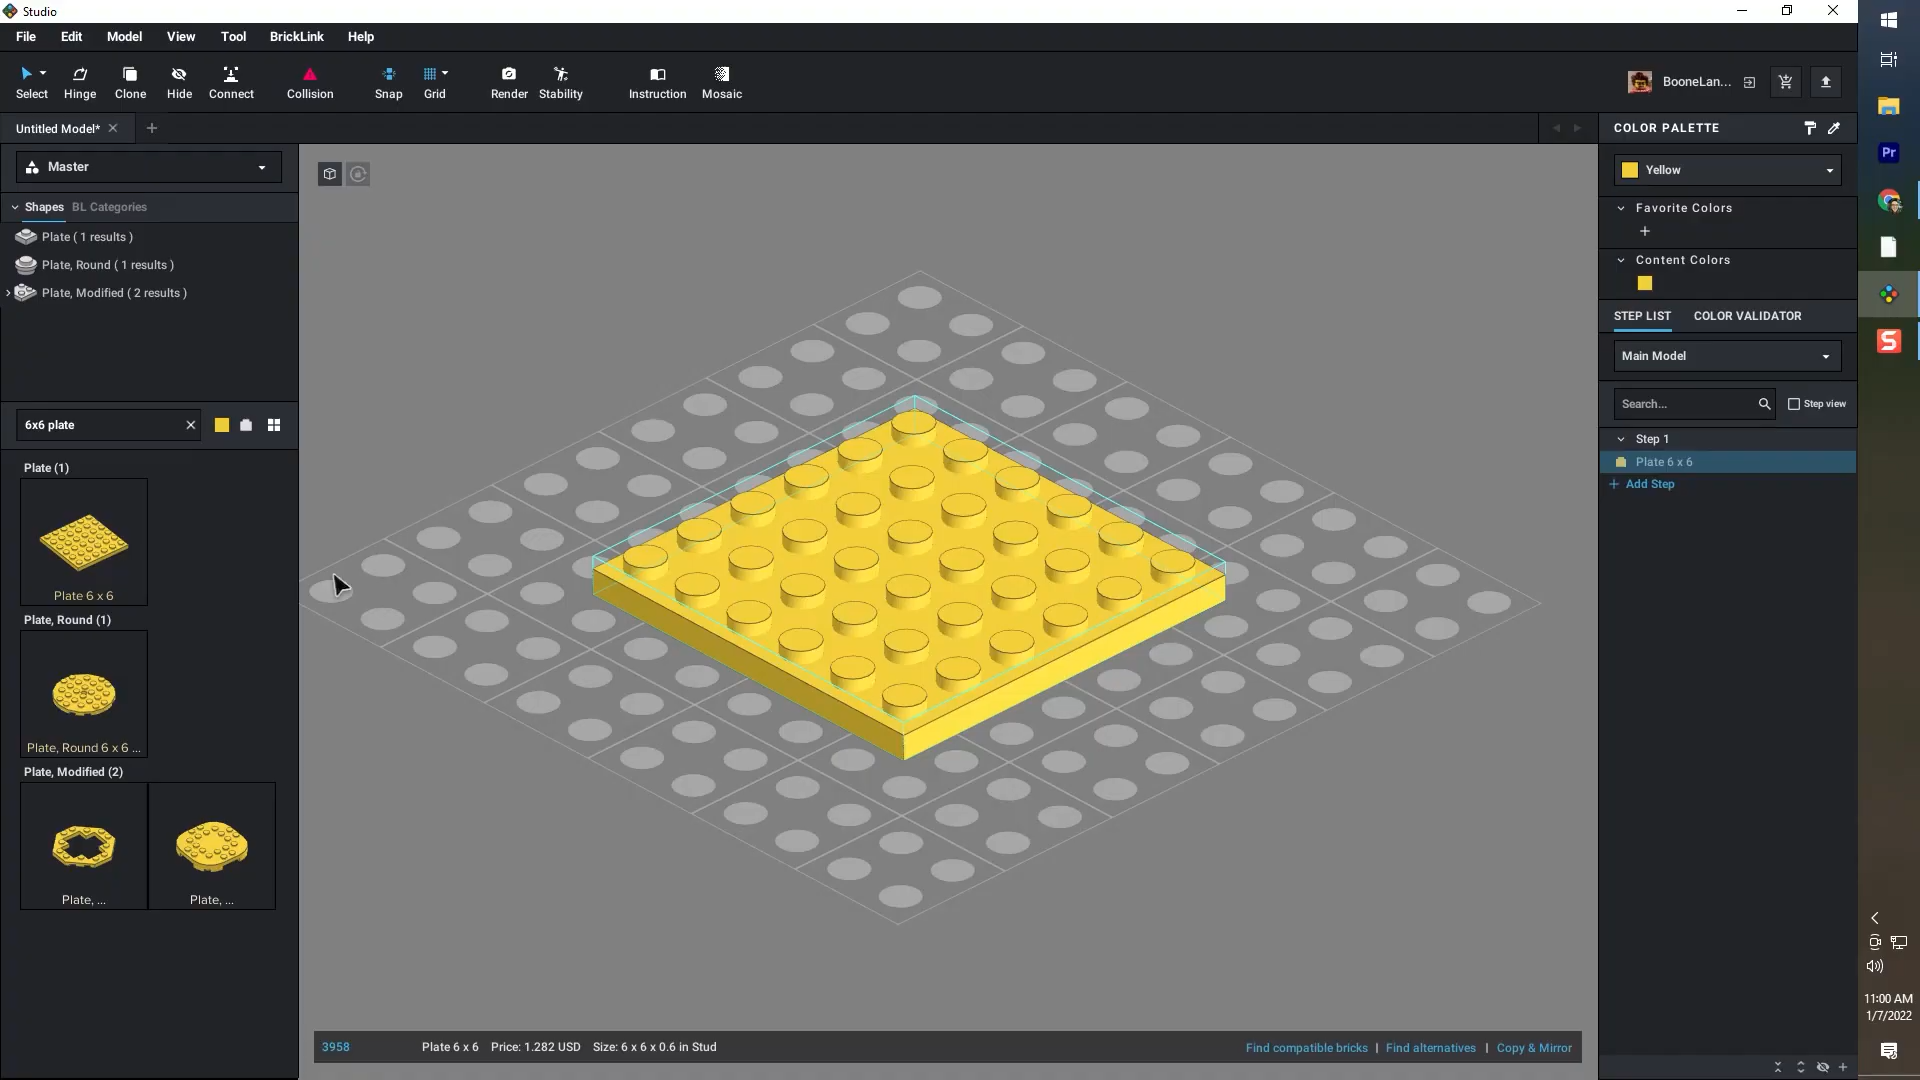 Studio
File Edit Model View Tool BrickLink Help
Select Hinge Clone Hide Connect Collision Snap Grid Render Stability Instruction Mosaic
BooneLan...
Untitled Model*
Master
Shapes BL Categories
Plate ( 1 results )
Plate, Round ( 1 results )
Plate, Modified ( 2 results )
6x6 plate
Plate (1)
Plate 6 x 6
Plate, Round (1)
Plate, Round 6 x 6 ...
Plate, Modified (2)
Plate, ... Plate, ...
3958 Plate 6 x 6 Price: 1.282 USD Size: 6 x 6 x 0.6 in Stud
Find compatible bricks | Find alternatives | Copy & Mirror
COLOR PALETTE
Yellow
Favorite Colors
Content Colors
STEP LIST COLOR VALIDATOR
Main Model
Search... Step view
Step 1
Plate 6 x 6
Add Step
Pr
S
11:00 AM
1/7/2022